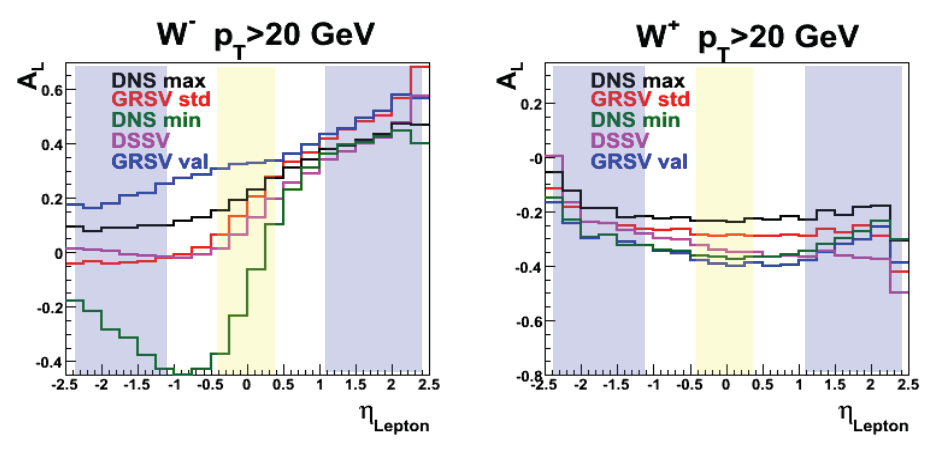 W⁻ p_T>20 GeV
A_L
DNS max
GRSV std
DNS min
DSSV
GRSV val
0.6
0.4
0.2
0
-0.2
-0.4
-2.5 -2 -1.5 -1 -0.5 0 0.5 1 1.5 2 2.5
η_Lepton
W⁺ p_T>20 GeV
A_L
DNS max
GRSV std
DNS min
DSSV
GRSV val
0.2
-0
-0.2
-0.4
-0.6
-0.8
-2.5 -2 -1.5 -1 -0.5 0 0.5 1 1.5 2 2.5
η_Lepton